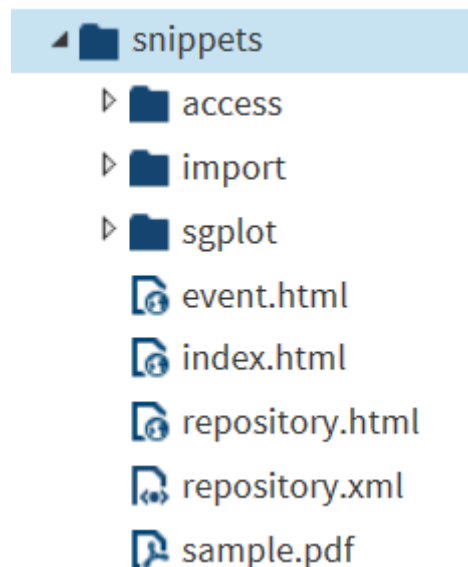 snippets
access
import
sgplot
event.html
index.html
repository.html
repository.xml
sample.pdf